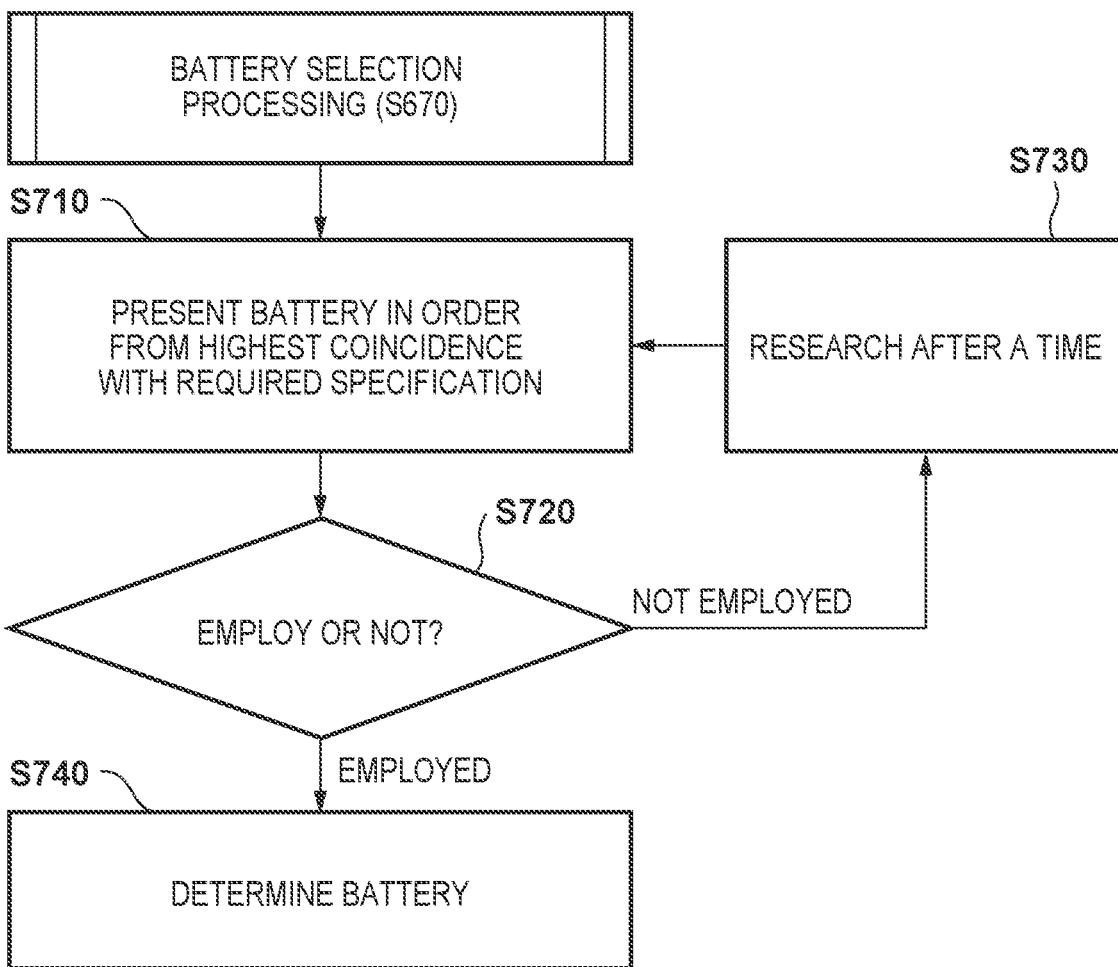 BATTERY SELECTION
PROCESSING (S670)
S710
S730
PRESENT BATTERY IN ORDER
FROM HIGHEST COINCIDENCE
WITH REQUIRED SPECIFICATION
RESEARCH AFTER A TIME
S720
EMPLOY OR NOT?
NOT EMPLOYED
EMPLOYED
S740
DETERMINE BATTERY